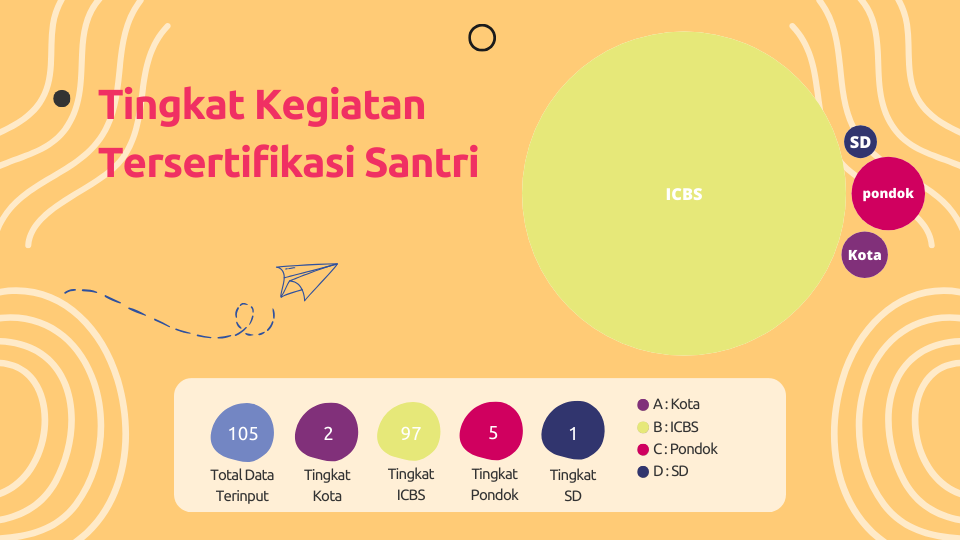 Tingkat Kegiatan
Tersertifikasi Santri
ICBS
SD
pondok
Kota
105
Total Data
Terinput
2
Tingkat
Kota
97
Tingkat
ICBS
5
Tingkat
Pondok
1
Tingkat
SD
A : Kota
B : ICBS
C : Pondok
D : SD